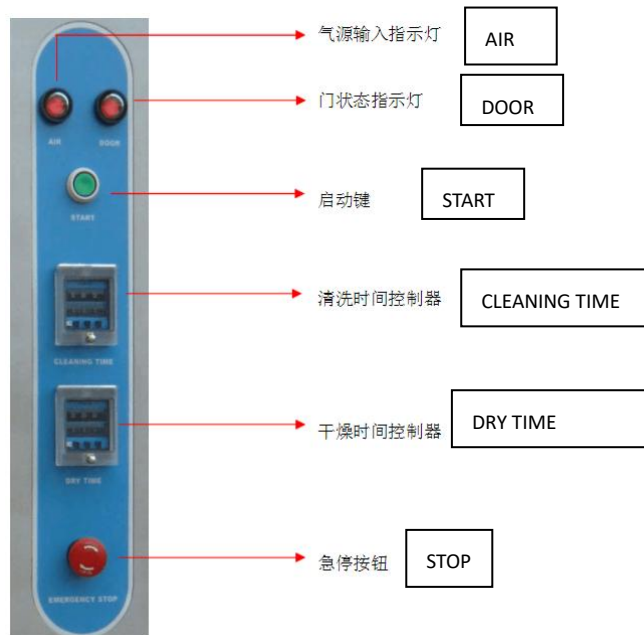 气源输入指示灯 AIR
门状态指示灯 DOOR
AIR DOOR
启动键 START
START
清洗时间控制器 CLEANING TIME
CLEANING TIME
干燥时间控制器 DRY TIME
DRY TIME
急停按钮 STOP
EMERGENCY STOP